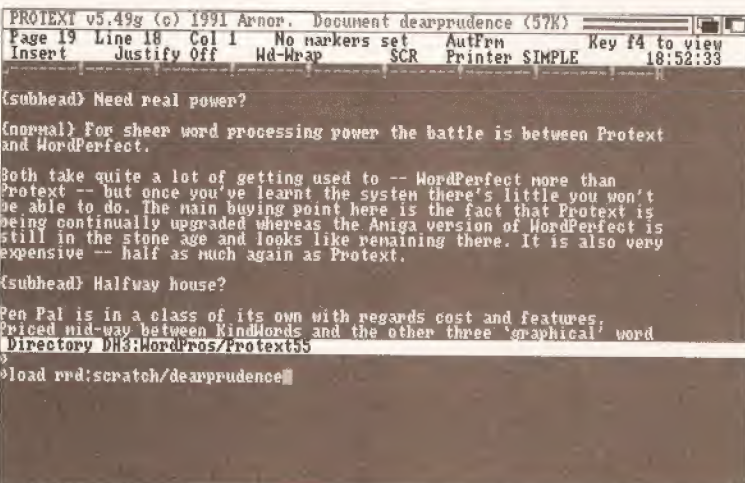 PROTEXT v5.49g (c) 1991 Arnor. Document dearprudence (57K)
Page 19 Line 18 Col 1 No markers set AutFrm Key f4 to view
Insert Justify Off Wd-Wrap SCR Printer SIMPLE 18:52:33
{subhead} Need real power?
{normal} For sheer word processing power the battle is between Protext
and WordPerfect.
Both take quite a lot of getting used to -- WordPerfect more than
Protext -- but once you've learnt the system there's little you won't
be able to do. The main buying point here is the fact that Protext is
being continually upgraded whereas the Amiga version of WordPerfect is
still in the stone age and looks like remaining there. It is also very
expensive -- half as much again as Protext.
{subhead} Halfway house?
Pen Pal is in a class of its own with regards cost and features.
Priced mid-way between KindWords and the other three 'graphical' word
Directory DH3:WordPros/Protext55
>
>load rrd:scratch/dearprudence